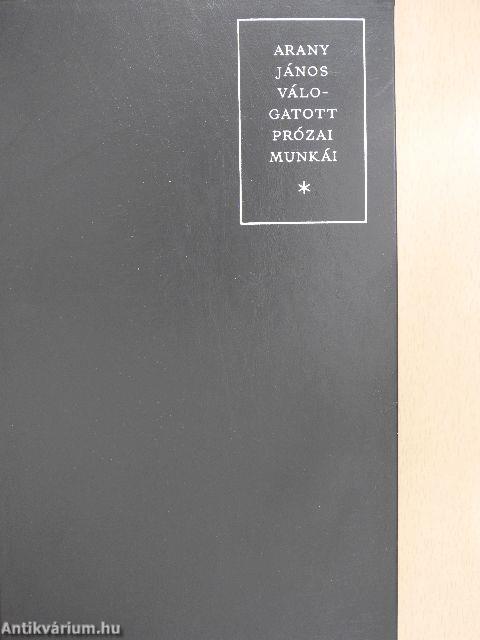 ARANY
JÁNOS
VÁLO-
GATOTT
PRÓZAI
MUNKÁI
*
Antikvárium.hu